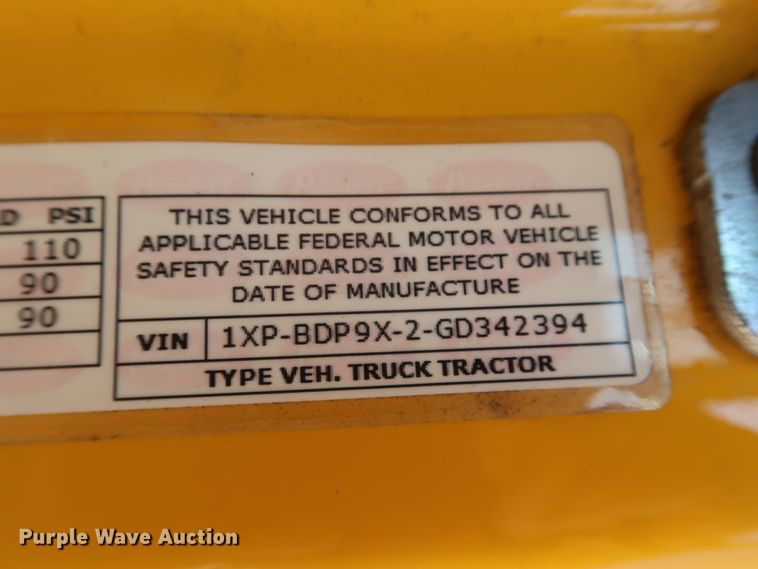 D PSI
110
90
90
THIS VEHICLE CONFORMS TO ALL
APPLICABLE FEDERAL MOTOR VEHICLE
SAFETY STANDARDS IN EFFECT ON THE
DATE OF MANUFACTURE
VIN 1XP-BDP9X-2-GD342394
TYPE VEH. TRUCK TRACTOR
Purple Wave Auction